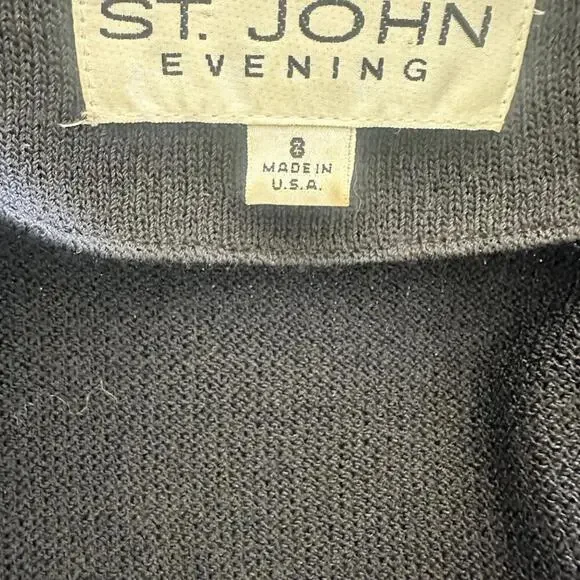 ST. JOHN
EVENING
8
MADE IN
U.S.A.